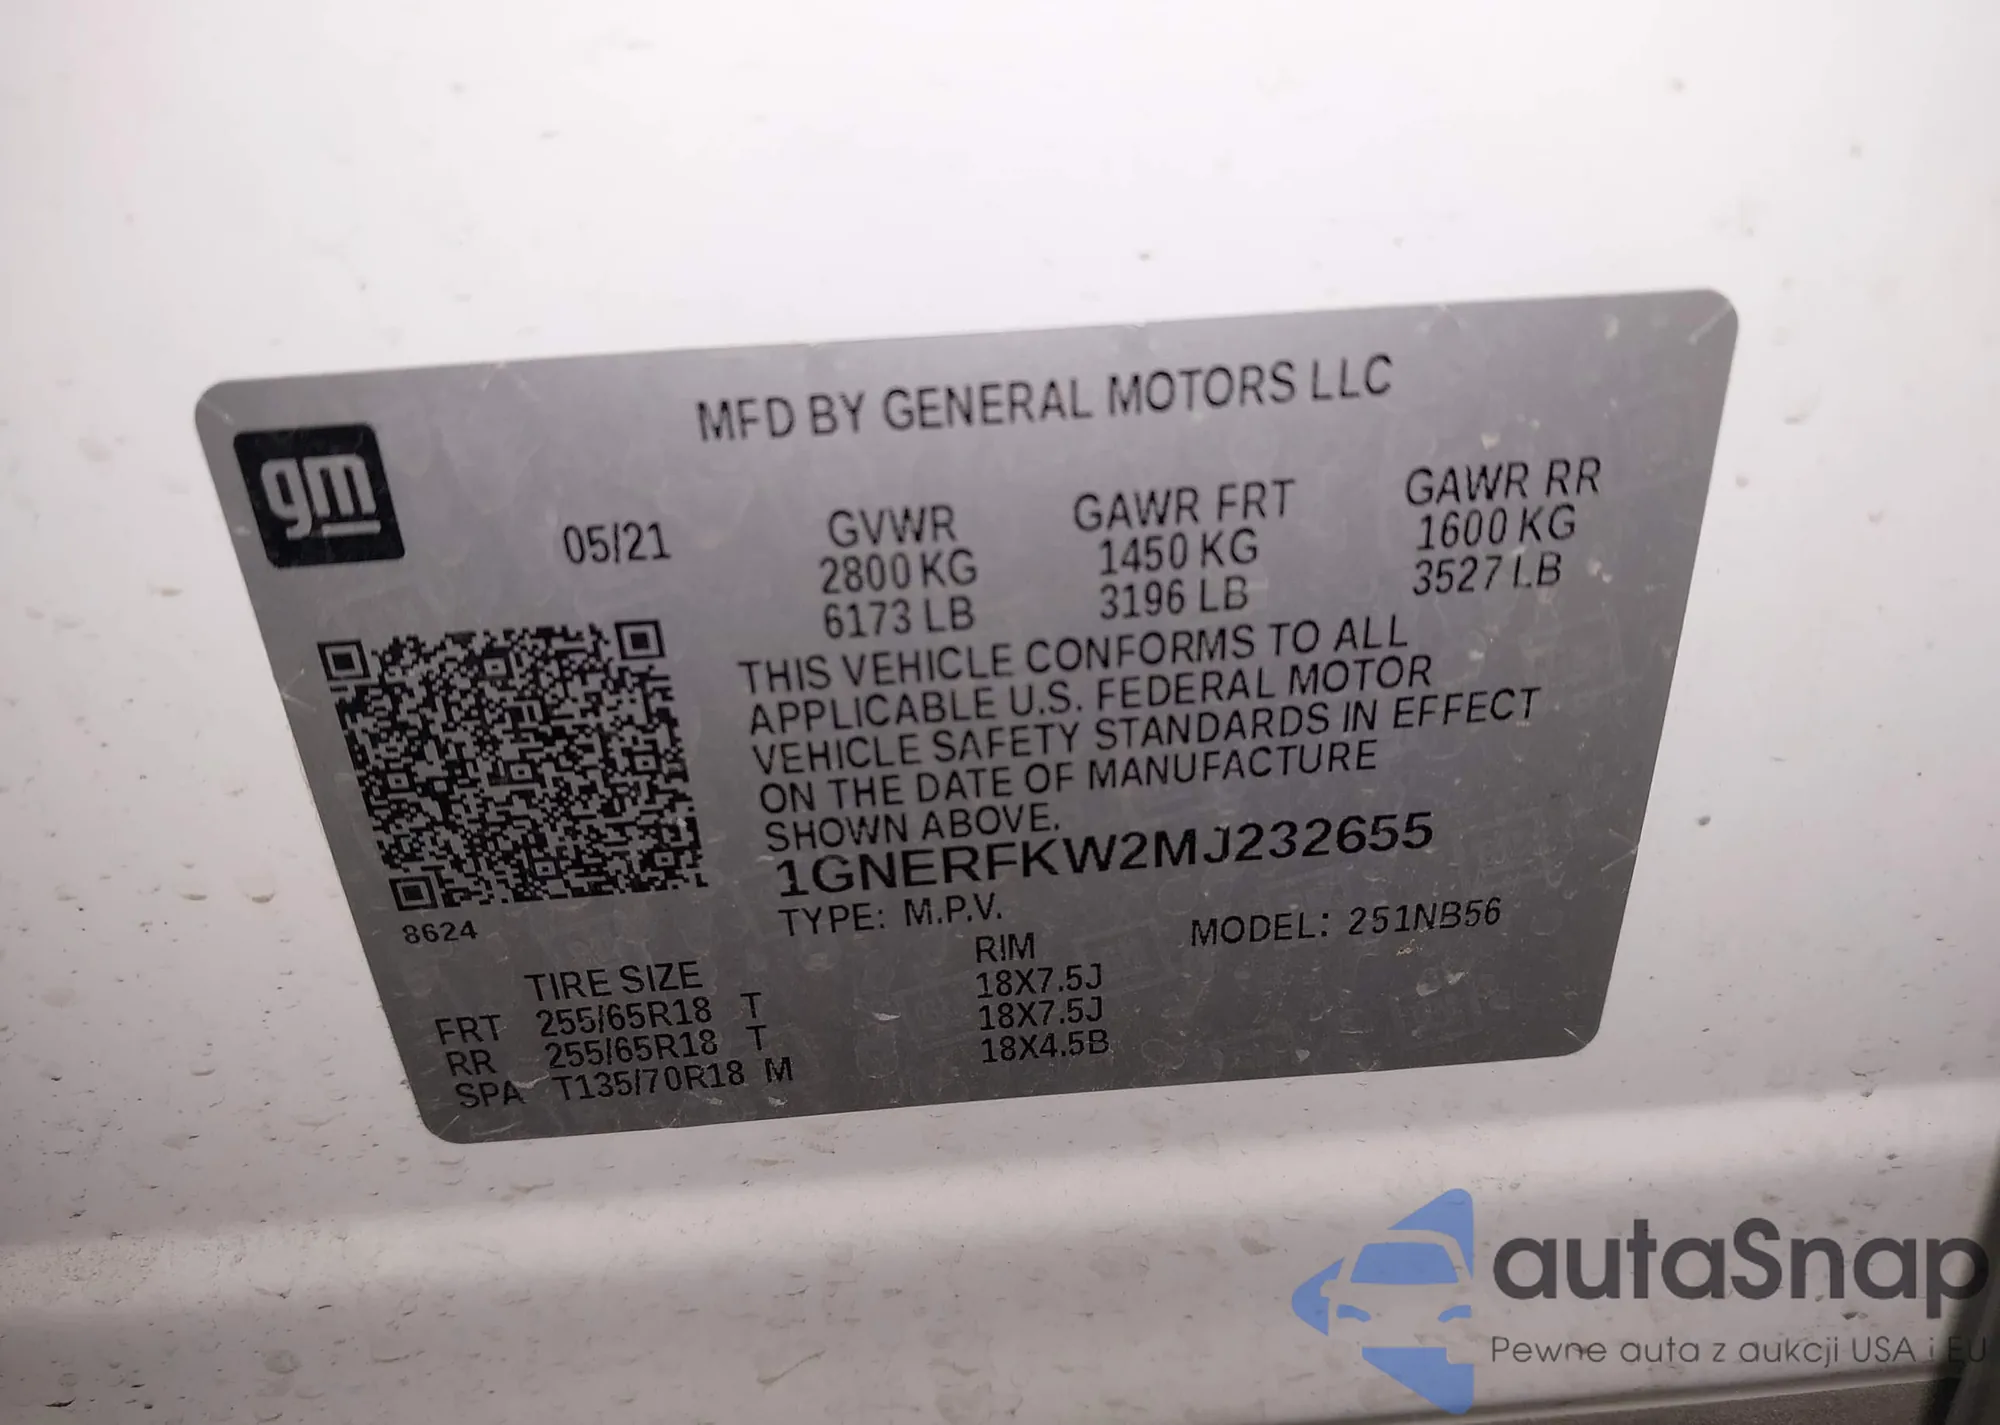 MFD BY GENERAL MOTORS LLC
gm
05/21
GVWR
2800 KG
6173 LB
GAWR FRT
1450 KG
3196 LB
GAWR RR
1600 KG
3527 LB
THIS VEHICLE CONFORMS TO ALL
APPLICABLE U.S. FEDERAL MOTOR
VEHICLE SAFETY STANDARDS IN EFFECT
ON THE DATE OF MANUFACTURE
SHOWN ABOVE.
1GNERFKW2MJ232655
TYPE: M.P.V.
MODEL: 251NB56
8624
TIRE SIZE RIM
FRT 255/65R18 T 18X7.5J
RR 255/65R18 T 18X7.5J
SPA T135/70R18 M 18X4.5B
autaSnap
Pewne auta z aukcji USA i EU